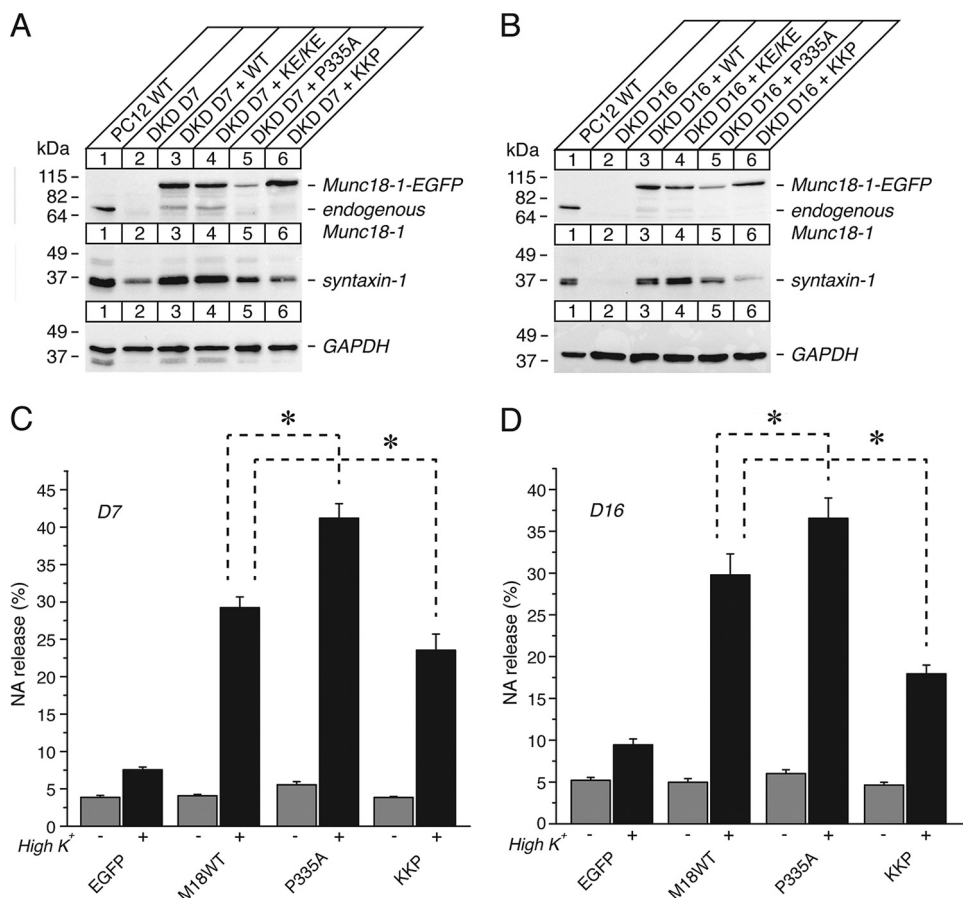 A
PC12 WT
DKD D7
DKD D7 + WT
DKD D7 + KE/KE
DKD D7 + P335A
DKD D7 + KKP
kDa
1 2 3 4 5 6
115
82
64
Munc18-1-EGFP
endogenous
Munc18-1
1 2 3 4 5 6
49
37
syntaxin-1
1 2 3 4 5 6
49
37
GAPDH
B
PC12 WT
DKD D16
DKD D16 + WT
DKD D16 + KE/KE
DKD D16 + P335A
DKD D16 + KKP
kDa
1 2 3 4 5 6
115
82
64
Munc18-1-EGFP
endogenous
Munc18-1
1 2 3 4 5 6
49
37
syntaxin-1
1 2 3 4 5 6
49
37
GAPDH
C
* *
D7
NA release (%)
45
40
35
30
25
20
15
10
5
0
High K+ - + - + - + - +
EGFP M18WT P335A KKP
D
* *
D16
NA release (%)
40
35
30
25
20
15
10
5
0
High K+ - + - + - + - +
EGFP M18WT P335A KKP